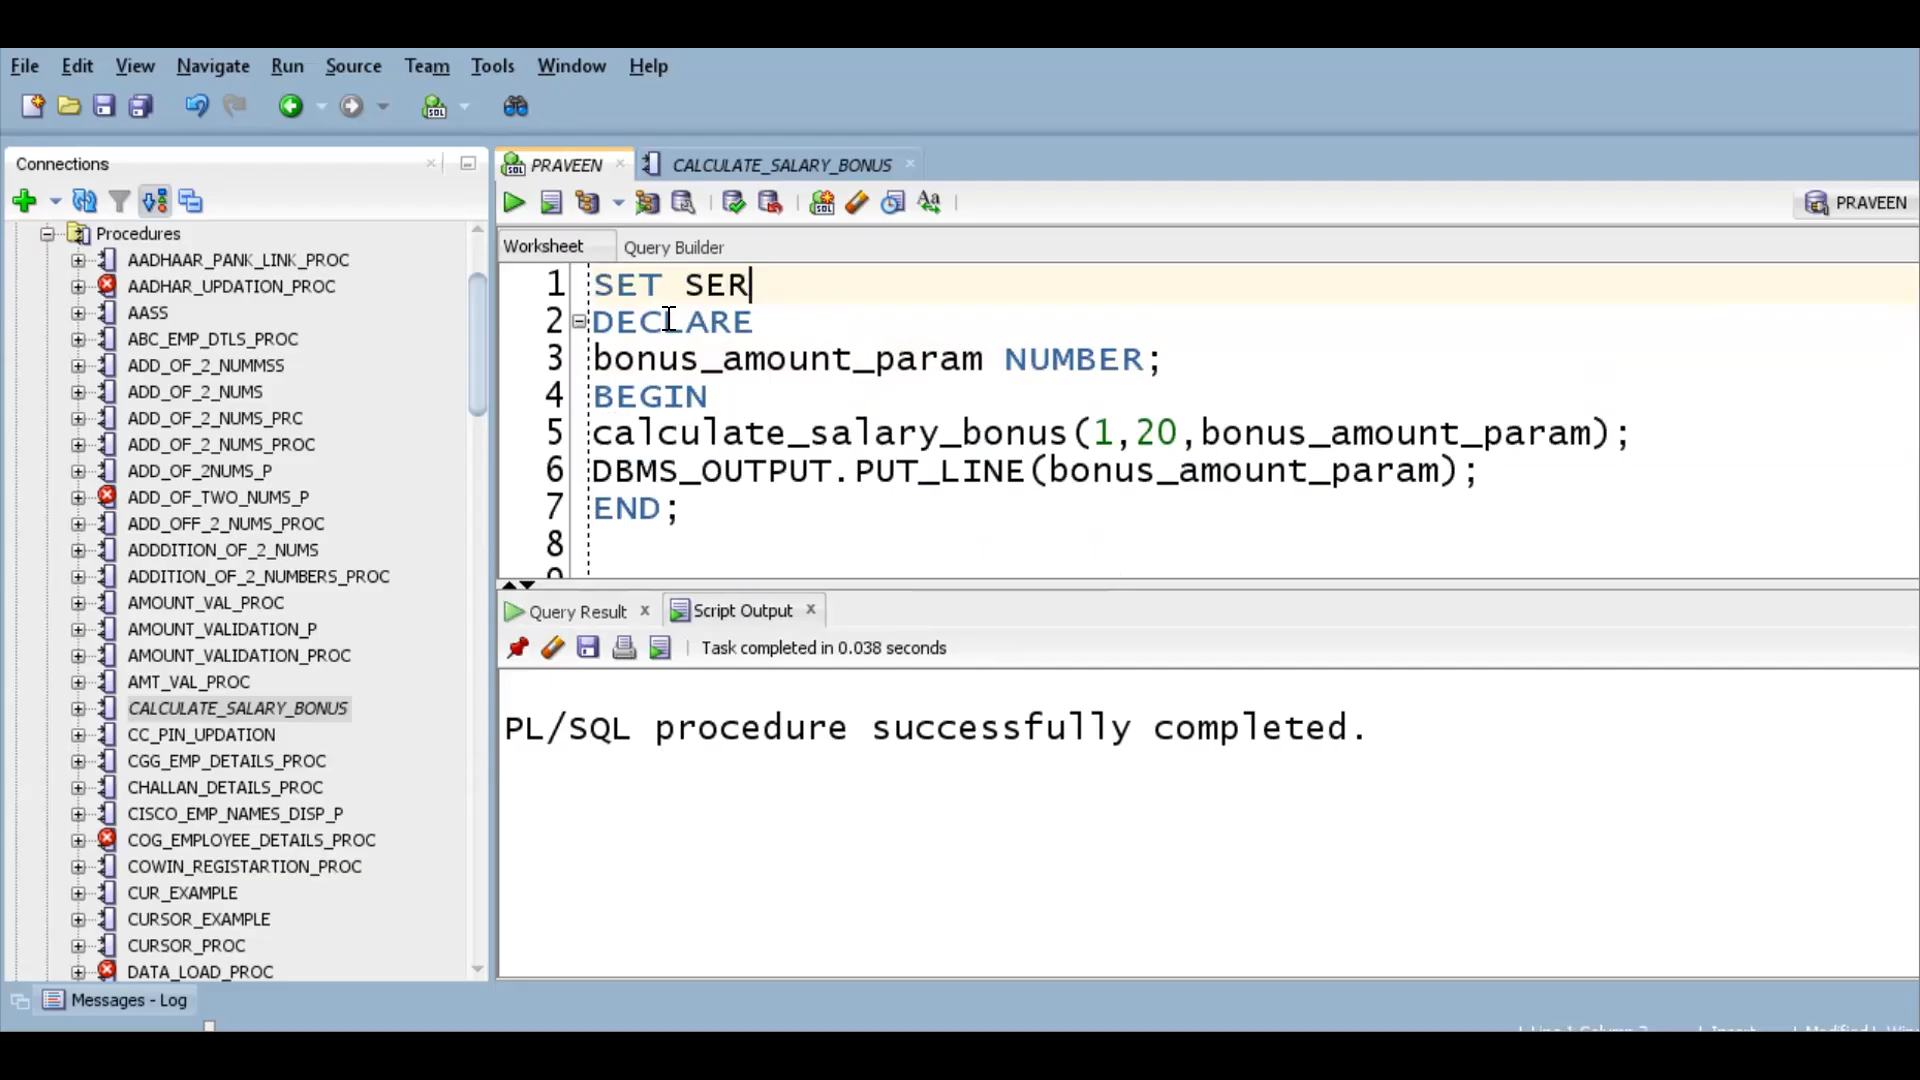 File Edit View Navigate Run Source Team Tools Window Help
Connections
Procedures
AADHAAR_PANK_LINK_PROC
AADHAR_UPDATION_PROC
AASS
ABC_EMP_DTLS_PROC
ADD_OF_2_NUMMSS
ADD_OF_2_NUMS
ADD_OF_2_NUMS_PRC
ADD_OF_2_NUMS_PROC
ADD_OF_2NUMS_P
ADD_OF_TWO_NUMS_P
ADD_OFF_2_NUMS_PROC
ADDDITION_OF_2_NUMS
ADDITION_OF_2_NUMBERS_PROC
AMOUNT_VAL_PROC
AMOUNT_VALIDATION_P
AMOUNT_VALIDATION_PROC
AMT_VAL_PROC
CALCULATE_SALARY_BONUS
CC_PIN_UPDATION
CGG_EMP_DETAILS_PROC
CHALLAN_DETAILS_PROC
CISCO_EMP_NAMES_DISP_P
COG_EMPLOYEE_DETAILS_PROC
COWIN_REGISTARTION_PROC
CUR_EXAMPLE
CURSOR_EXAMPLE
CURSOR_PROC
DATA_LOAD_PROC
PRAVEEN CALCULATE_SALARY_BONUS
PRAVEEN
Worksheet Query Builder
1 SET SER
2 DECLARE
3 bonus_amount_param NUMBER;
4 BEGIN
5 calculate_salary_bonus(1,20,bonus_amount_param);
6 DBMS_OUTPUT.PUT_LINE(bonus_amount_param);
7 END;
8
Query Result Script Output
Task completed in 0.038 seconds
PL/SQL procedure successfully completed.
Messages - Log